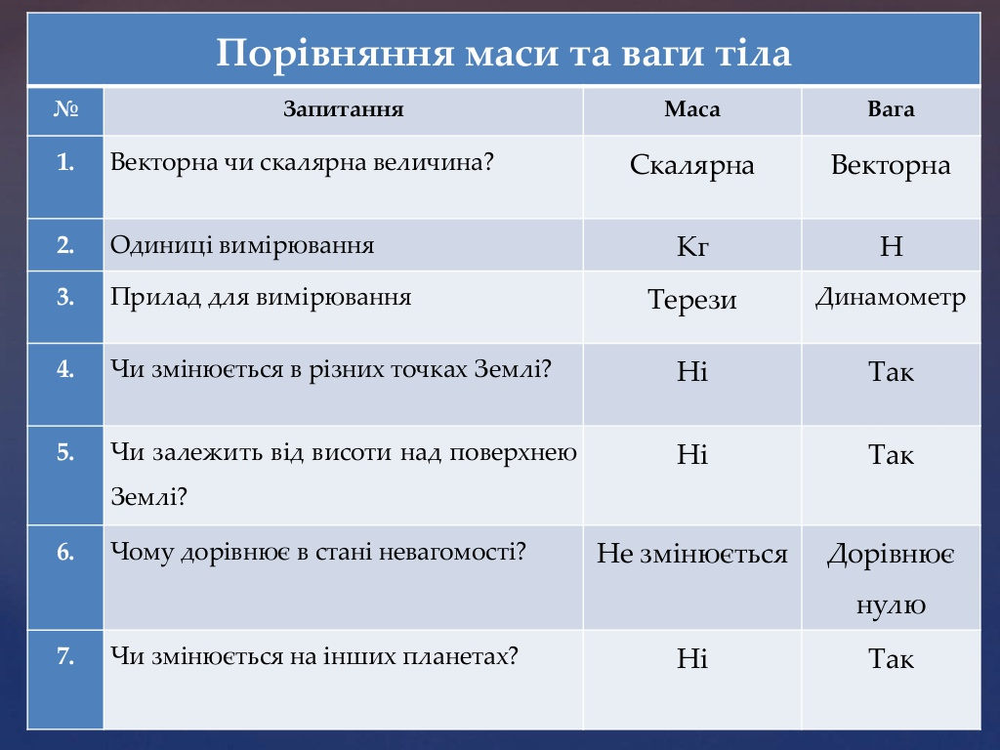 Порівняння маси та ваги тіла
№ Запитання Маса Вага
1. Векторна чи скалярна величина? Скалярна Векторна
2. Одиниці вимірювання Кг Н
3. Прилад для вимірювання Терези Динамометр
4. Чи змінюється в різних точках Землі? Ні Так
5. Чи залежить від висоти над поверхнею Ні Так
Землі?
6. Чому дорівнює в стані невагомості? Не змінюється Дорівнює
нулю
7. Чи змінюється на інших планетах? Ні Так